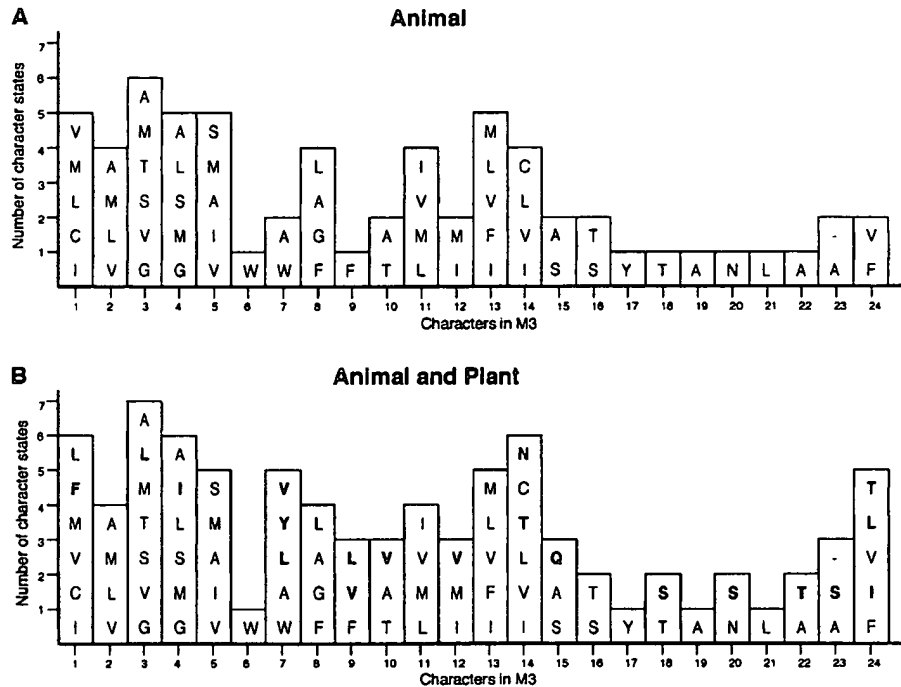 A
Animal
Number of character states
7
6
A
5
V M A S M
4
M A T L M L I L C
3
L M S S A A V V L
2
C L V M I A G A M M F V A T - V
1
I V G G V W W F F T L I I I S S Y T A N L A A F
1 2 3 4 5 6 7 8 9 10 11 12 13 14 15 16 17 18 19 20 21 22 23 24
Characters in M3
B
Animal and Plant
Number of character states
7
A
6
L L A N
5
F M I S V M C T
4
M A T L M Y L I L T L
3
V M S S A L A L V V V V L Q - V
2
C L V M I A G V A M M F V A T S S T S I
1
I V G G V W W F F T L I I I S S Y T A N L A A F
1 2 3 4 5 6 7 8 9 10 11 12 13 14 15 16 17 18 19 20 21 22 23 24
Characters in M3